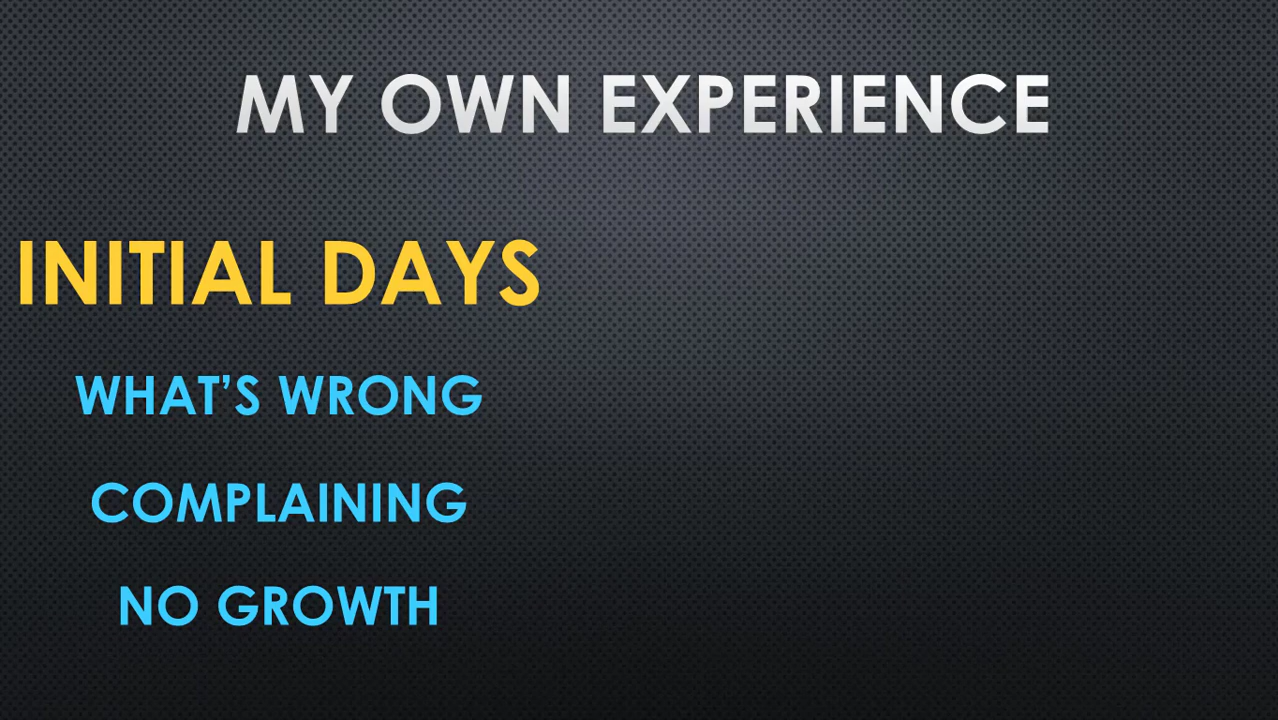 MY OWN EXPERIENCE
INITIAL DAYS
WHAT’S WRONG
COMPLAINING
NO GROWTH